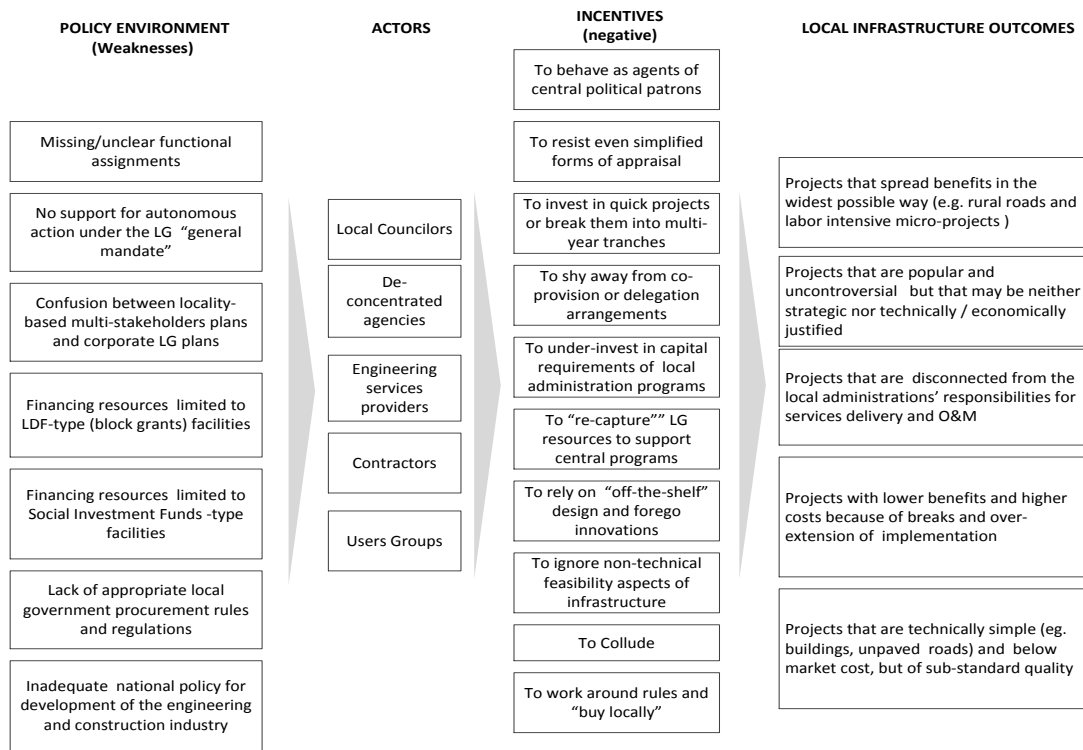 POLICY ENVIRONMENT
(Weaknesses)
Missing/unclear functional
assignments
No support for autonomous
action under the LG “general
mandate”
Confusion between locality-
based multi-stakeholders plans
and corporate LG plans
Financing resources limited to
LDF-type (block grants) facilities
Financing resources limited to
Social Investment Funds -type
facilities
Lack of appropriate local
government procurement rules
and regulations
Inadequate national policy for
development of the engineering
and construction industry
ACTORS
Local Councilors
De-
concentrated
agencies
Engineering
services
providers
Contractors
Users Groups
INCENTIVES
(negative)
To behave as agents of
central political patrons
To resist even simplified
forms of appraisal
To invest in quick projects
or break them into multi-
year tranches
To shy away from co-
provision or delegation
arrangements
To under-invest in capital
requirements of local
administration programs
To “re-capture”” LG
resources to support
central programs
To rely on “off-the-shelf”
design and forego
innovations
To ignore non-technical
feasibility aspects of
infrastructure
To Collude
To work around rules and
“buy locally”
LOCAL INFRASTRUCTURE OUTCOMES
Projects that spread benefits in the
widest possible way (e.g. rural roads and
labor intensive micro-projects )
Projects that are popular and
uncontroversial but that may be neither
strategic nor technically / economically
justified
Projects that are disconnected from the
local administrations’ responsibilities for
services delivery and O&M
Projects with lower benefits and higher
costs because of breaks and over-
extension of implementation
Projects that are technically simple (eg.
buildings, unpaved roads) and below
market cost, but of sub-standard quality